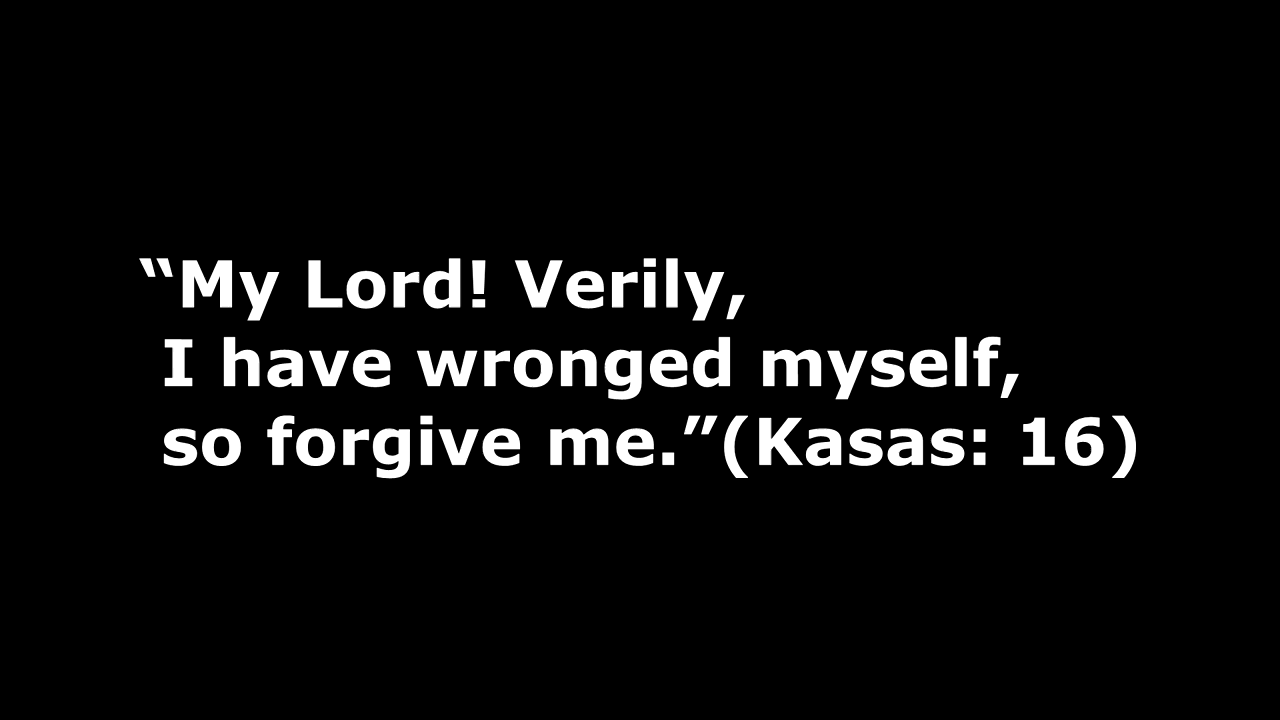 “My Lord! Verily,
I have wronged myself,
so forgive me.”(Kasas: 16)